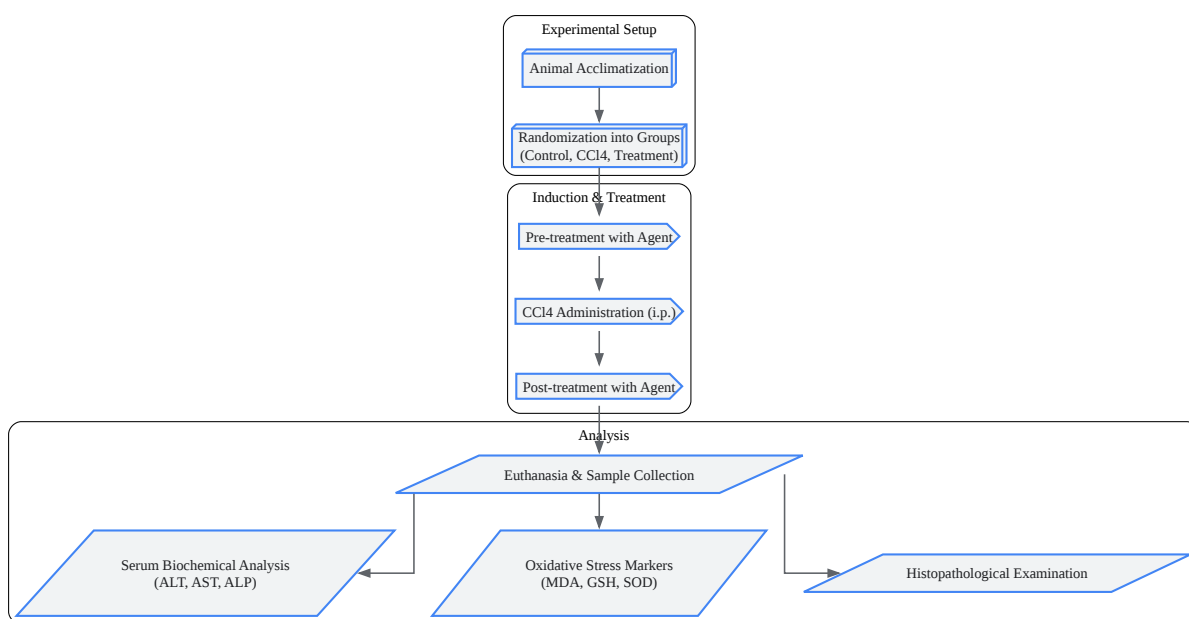 Experimental Setup
Animal Acclimatization
Randomization into Groups
(Control, CCl4, Treatment)
Induction & Treatment
Pre-treatment with Agent
CCl4 Administration (i.p.)
Post-treatment with Agent
Analysis
Euthanasia & Sample Collection
Serum Biochemical Analysis
(ALT, AST, ALP)
Oxidative Stress Markers
(MDA, GSH, SOD)
Histopathological Examination